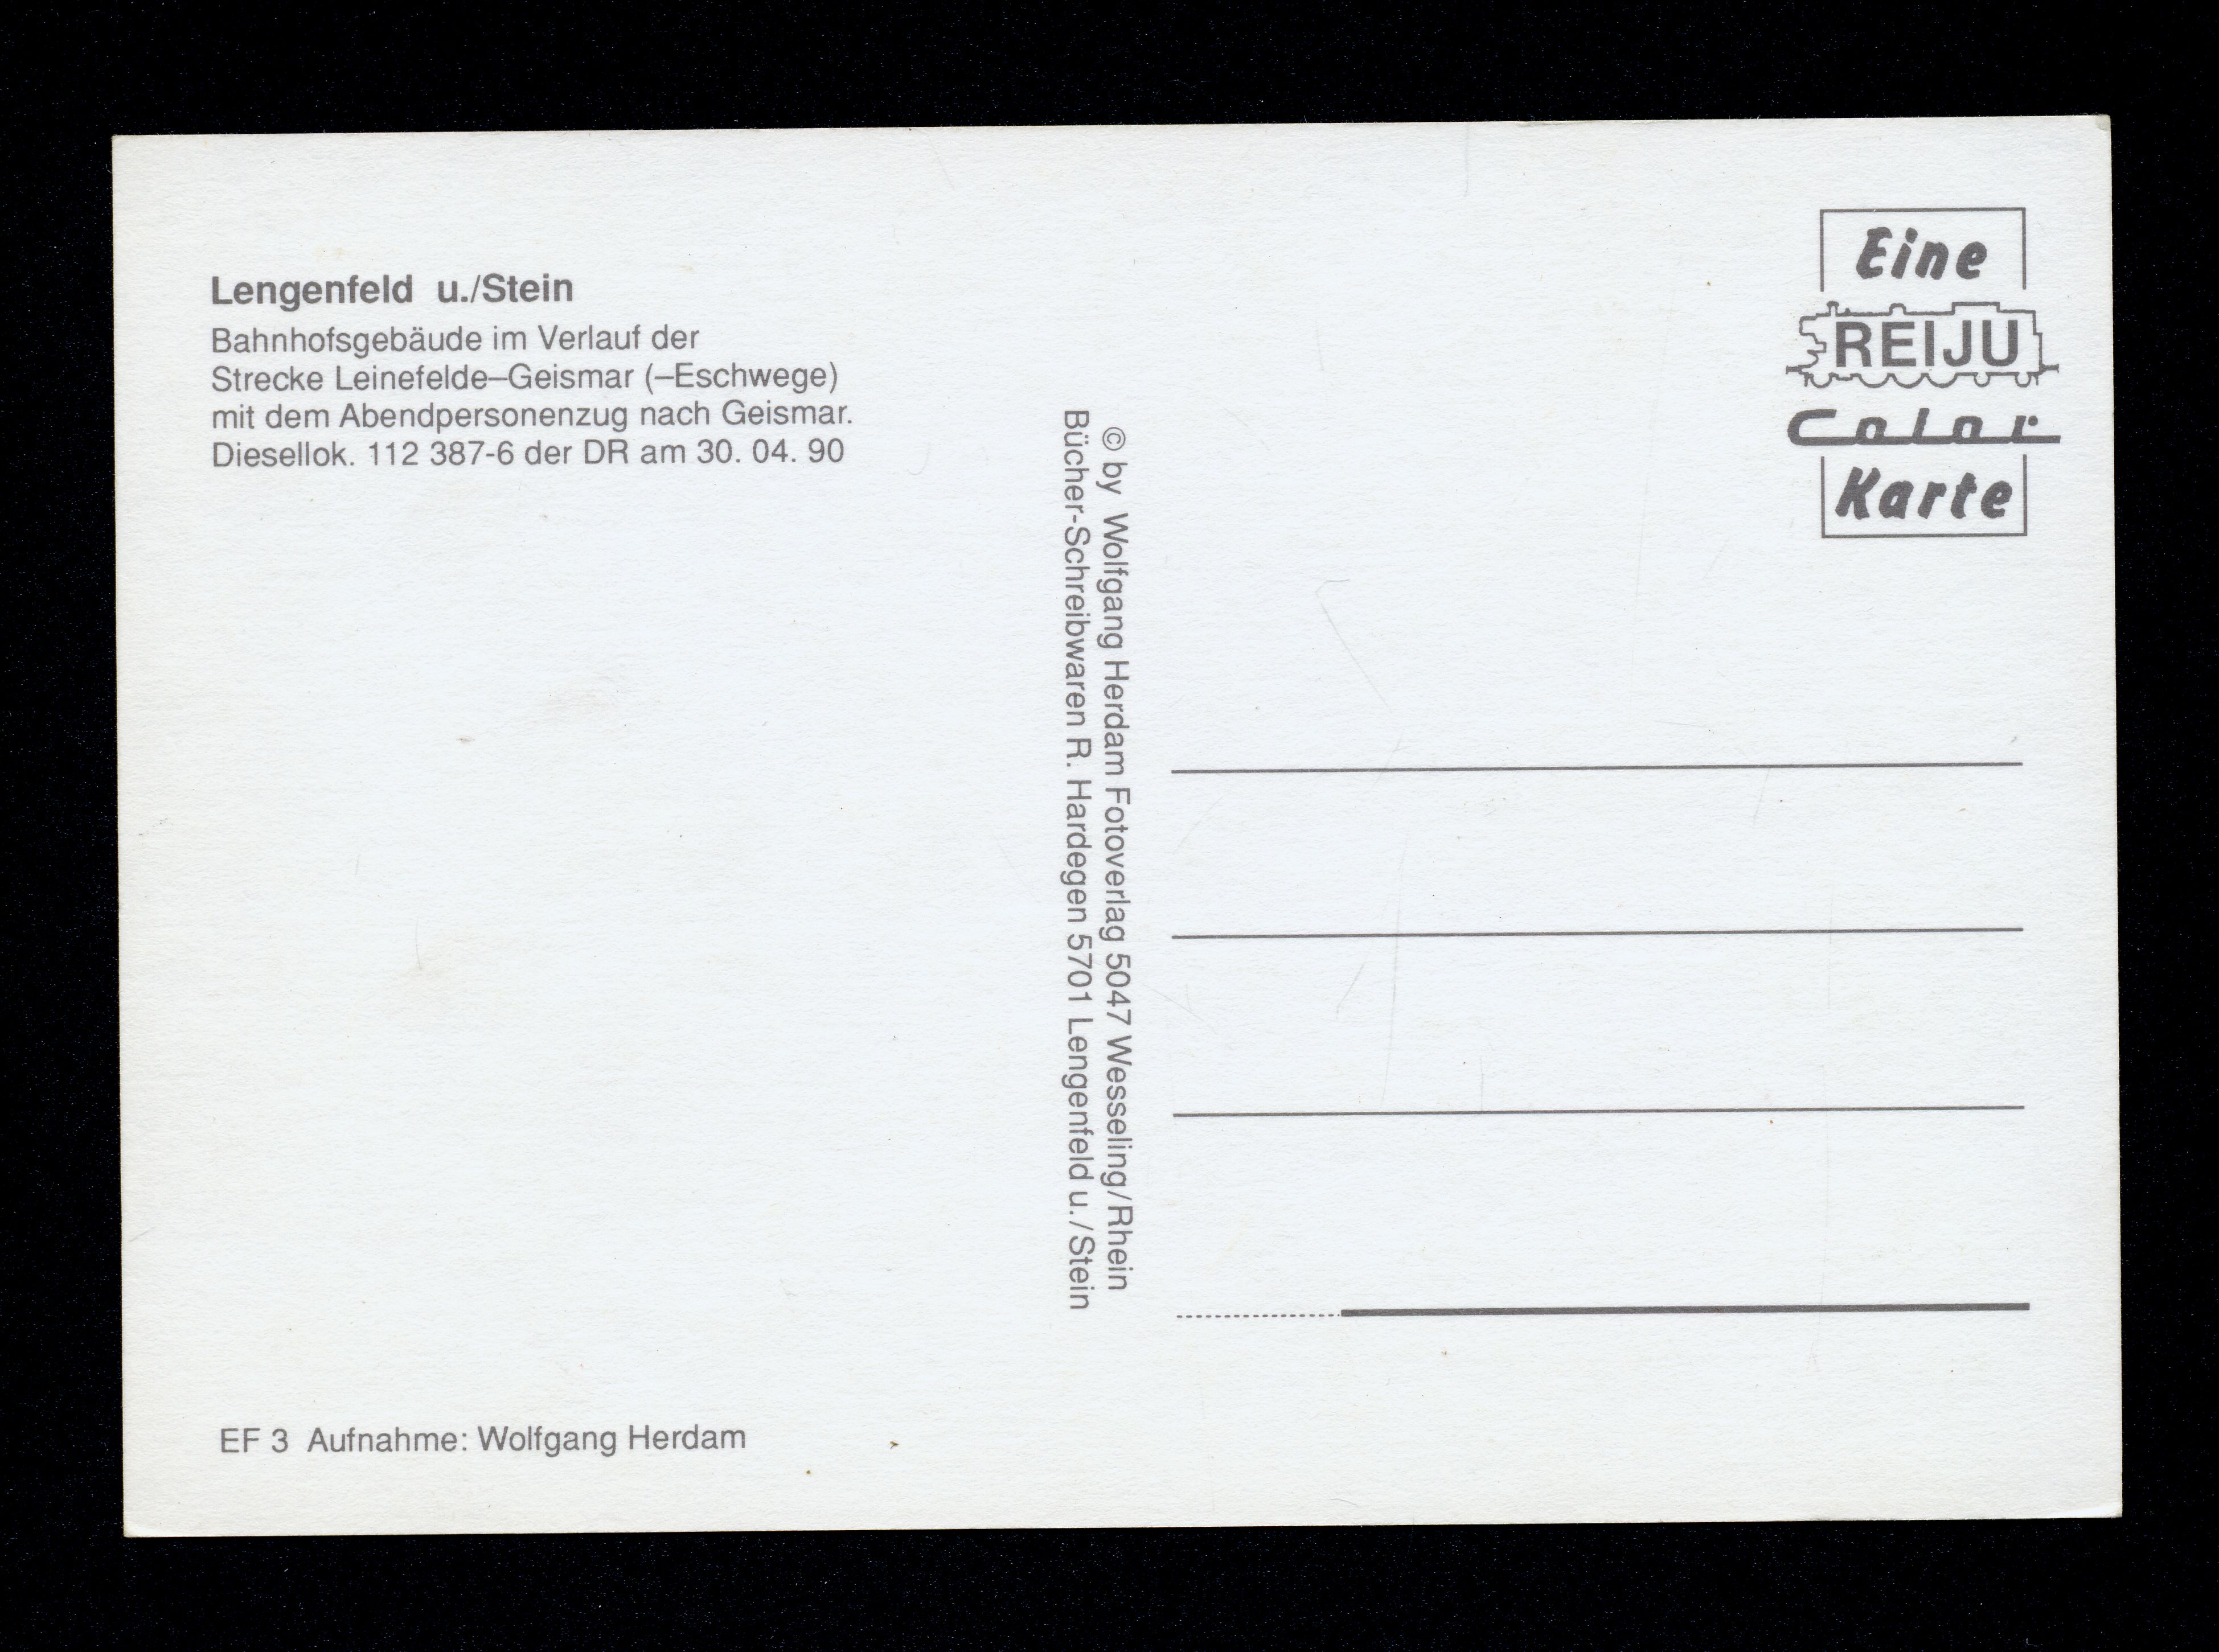 Lengenfeld u./Stein
Bahnhofsgebäude im Verlauf der
Strecke Leinefelde–Geismar (–Eschwege)
mit dem Abendpersonenzug nach Geismar.
Diesellok. 112 387-6 der DR am 30. 04. 90
EF 3 Aufnahme: Wolfgang Herdam
© by Wolfgang Herdam Fotoverlag 5047 Wesseling/Rhein
Bücher-Schreibwaren R. Hardegen 5701 Lengenfeld u./Stein
Eine
REIJU
Color
Karte